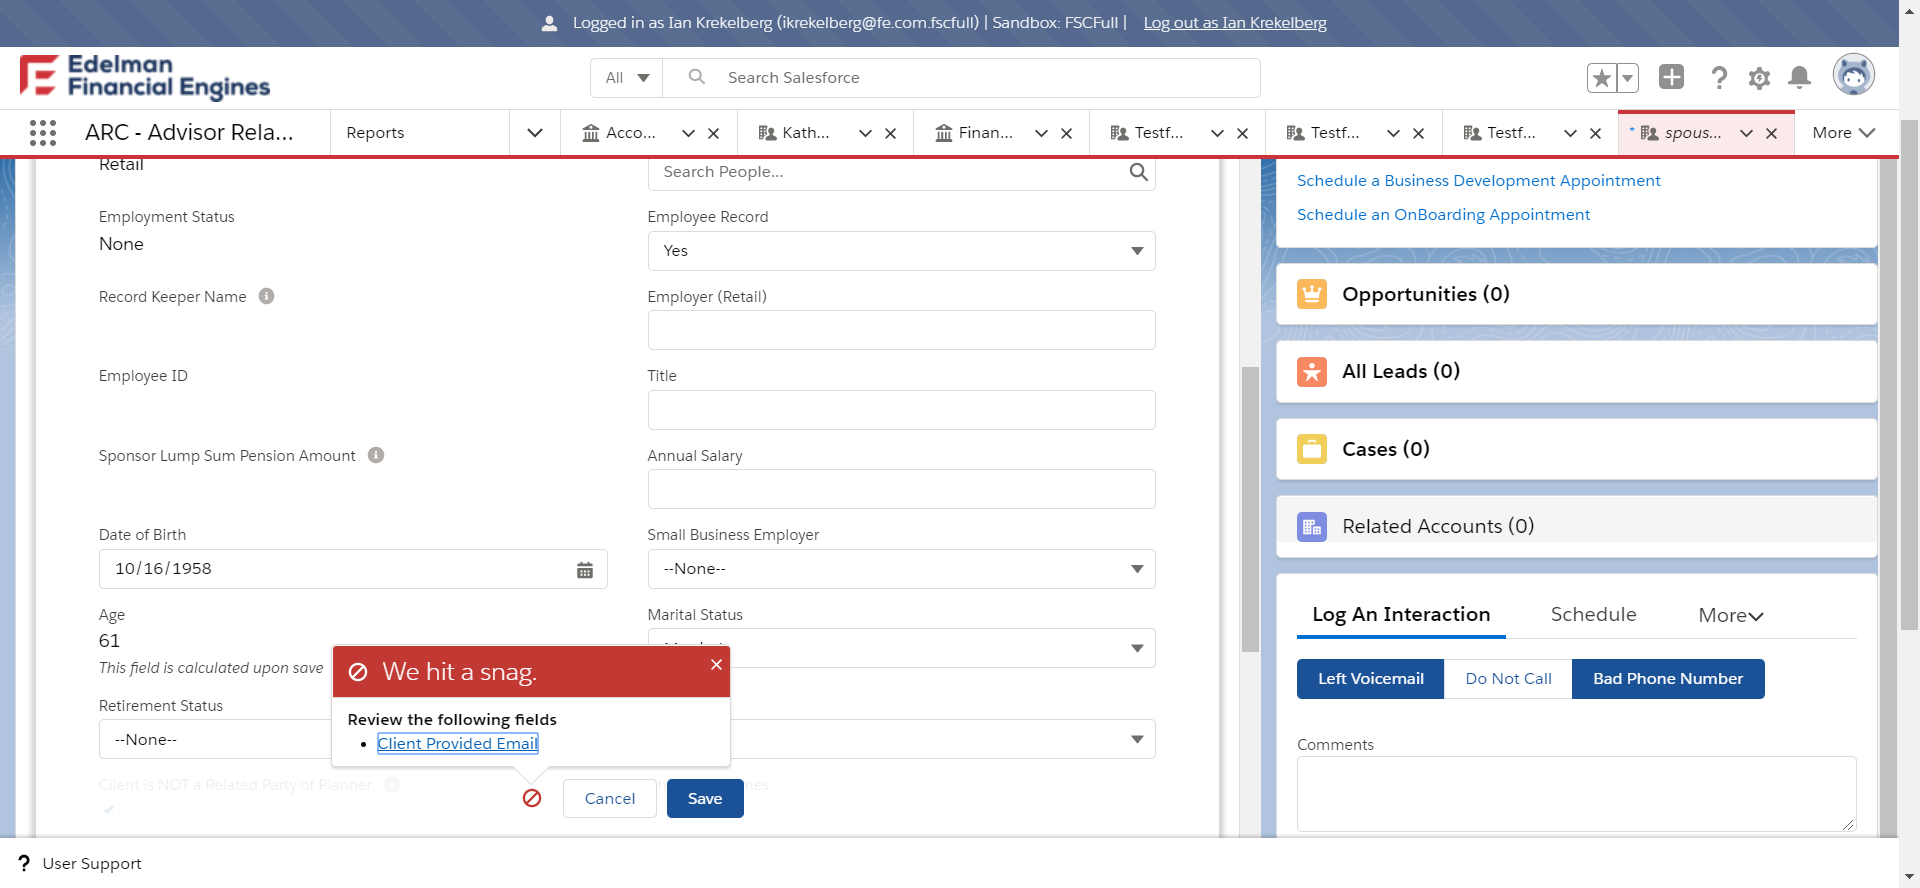 Logged in as Ian Krekelberg (ikrekelberg@fe.com.fscfull) | Sandbox: FSCFull | Log out as Ian Krekelberg
Edelman
Financial Engines
All
Search Salesforce
ARC - Advisor Rela...
Reports
Acco...
Kath...
Finan...
Testf...
Testf...
Testf...
* spous...
More
Retail
Search People...
Employment Status
None
Employee Record
Yes
Record Keeper Name
Employer (Retail)
Employee ID
Title
Sponsor Lump Sum Pension Amount
Annual Salary
Date of Birth
10/16/1958
Small Business Employer
--None--
Age
61
This field is calculated upon save
Marital Status
Retirement Status
--None--
Client is NOT a Related Party of Planner
We hit a snag.
Review the following fields
• Client Provided Email
Cancel
Save
Schedule a Business Development Appointment
Schedule an OnBoarding Appointment
Opportunities (0)
All Leads (0)
Cases (0)
Related Accounts (0)
Log An Interaction
Schedule
More
Left Voicemail
Do Not Call
Bad Phone Number
Comments
? User Support